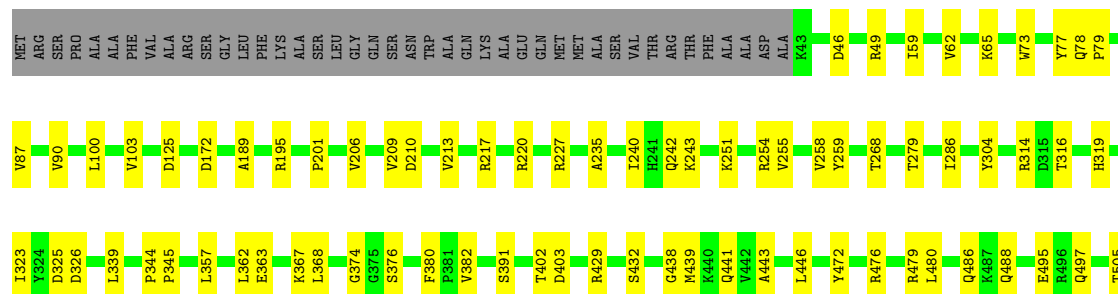 MET ARG SER PRO ALA ALA PHE VAL ALA ARG SER GLY LEU PHE LYS ALA SER LEU GLY GLN SER ASN TRP ALA GLN LYS ALA GLU GLN MET MET ALA SER VAL THR ARG THR PHE ALA ALA ASP ALA K43 D46 R49 I59 V62 K65 W73 Y77 Q78 P79
V87 V90 L100 V103 D125 D172 A189 R195 P201 V206 V209 D210 V213 R217 R220 R227 A235 I240 H241 Q242 K243 K251 R254 V255 V258 Y259 T268 T279 I286 Y304 R314 D315 T316 H319
I323 Y324 D325 D326 L339 P344 P345 L357 L362 E363 K367 L368 G374 G375 S376 F380 P381 V382 S391 T402 D403 R429 S432 G438 M439 K440 Q441 V442 A443 L446 Y472 R476 R479 L480 Q486 K487 Q488 E495 R496 Q497